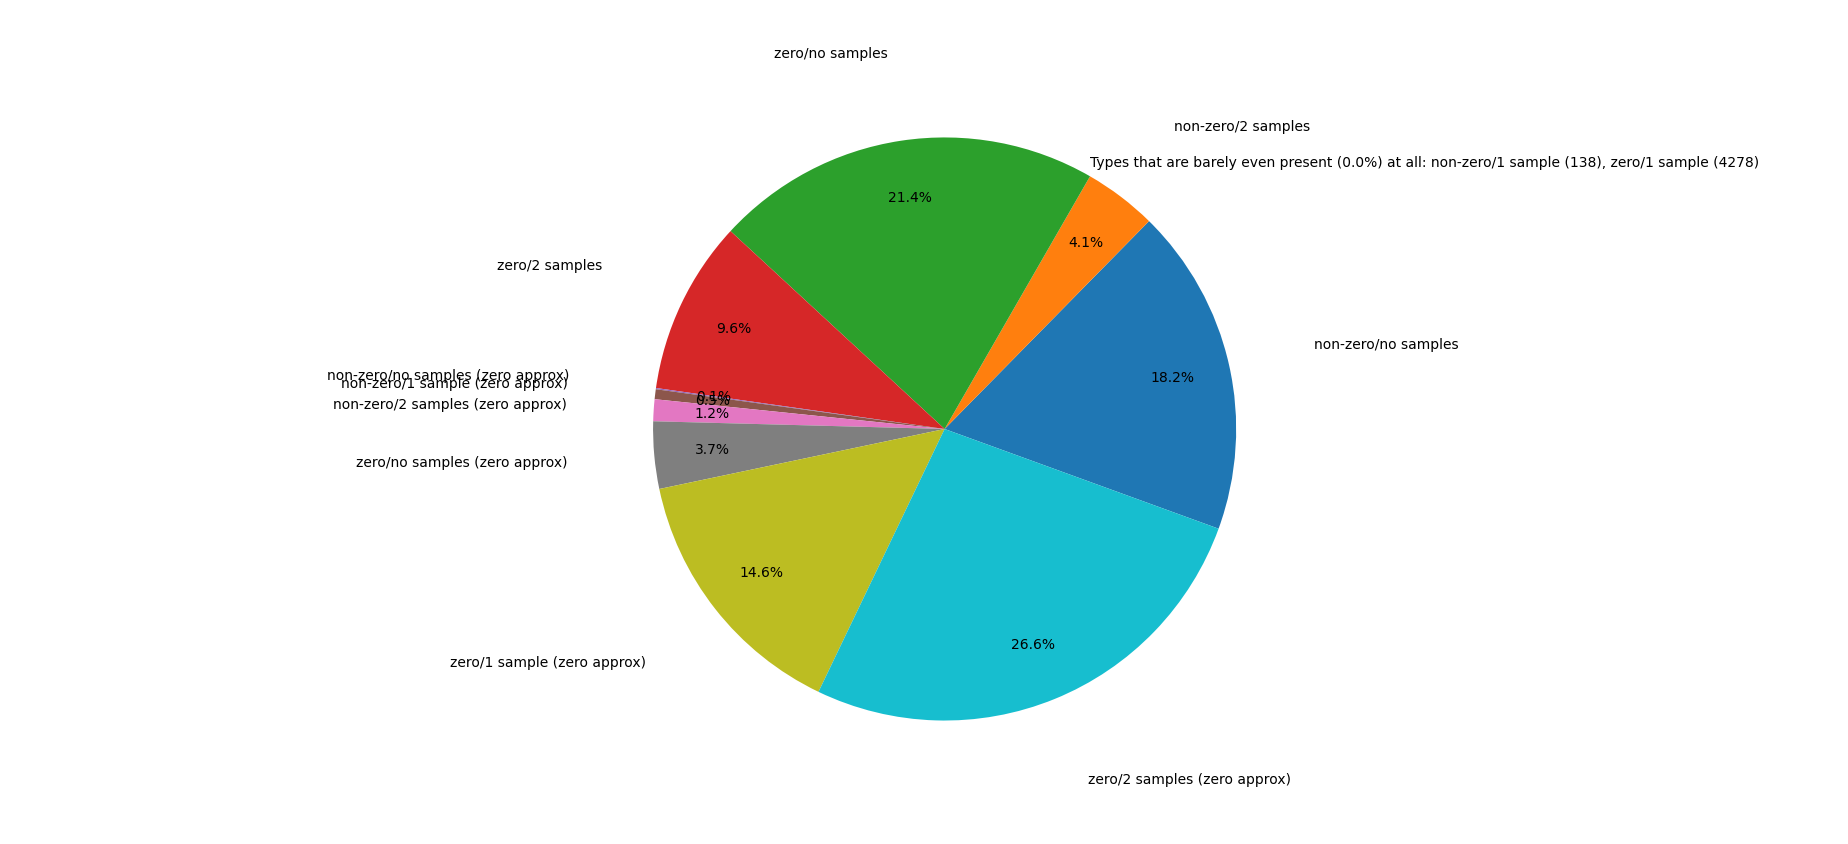 zero/no samples
non-zero/2 samples
Types that are barely even present (0.0%) at all: non-zero/1 sample (138), zero/1 sample (4278)
21.4%
4.1%
zero/2 samples
9.6%
non-zero/no samples
18.2%
non-zero/no samples (zero approx)
non-zero/1 sample (zero approx)
0.1%
0.5%
non-zero/2 samples (zero approx)
1.2%
3.7%
zero/no samples (zero approx)
14.6%
26.6%
zero/1 sample (zero approx)
zero/2 samples (zero approx)